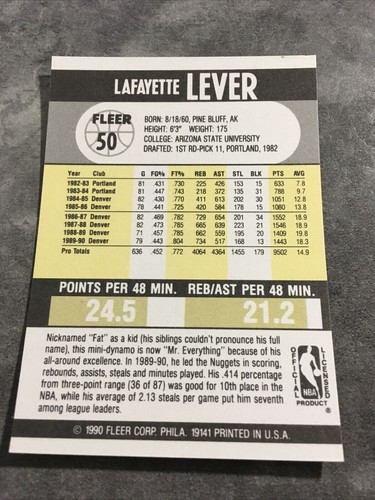 LAFAYETTE LEVER
FLEER
50
BORN: 8/18/60, PINE BLUFF, AK
HEIGHT: 6'3" WEIGHT: 175
COLLEGE: ARIZONA STATE UNIVERSITY
DRAFTED: 1ST RD-PICK 11, PORTLAND, 1982
Year Club G FG% FT% REB AST STL BLK PTS AVG
1982-83 Portland 81 .431 .730 225 426 153 15 633 7.8
1983-84 Portland 81 .447 .743 218 372 135 31 788 9.7
1984-85 Denver 82 .430 .770 411 613 202 30 1051 12.8
1985-86 Denver 78 .441 .725 420 584 178 15 1080 13.8
1986-87 Denver 82 .469 .782 729 654 201 34 1552 18.9
1987-88 Denver 82 .473 .785 665 639 223 21 1546 18.9
1988-89 Denver 71 .457 .785 662 559 195 20 1409 19.8
1989-90 Denver 79 .443 .804 734 517 168 13 1443 18.3
Pro Totals 636 .452 .772 4064 4364 1455 179 9502 14.9
POINTS PER 48 MIN. REB/AST PER 48 MIN.
24.5 21.2
Nicknamed "Fat" as a kid (his siblings couldn't pronounce his full
name), this mini-dynamo is now "Mr. Everything" because of his
all-around excellence. In 1989-90, he led the Nuggets in scoring,
rebounds, assists, steals and minutes played. His .414 percentage
from three-point range (36 of 87) was good for 10th place in the
NBA, while his average of 2.13 steals per game put him seventh
among league leaders.
OFFICIAL LICENSED
NBA
PRODUCT ®
© 1990 FLEER CORP. PHILA. 19141 PRINTED IN U.S.A.